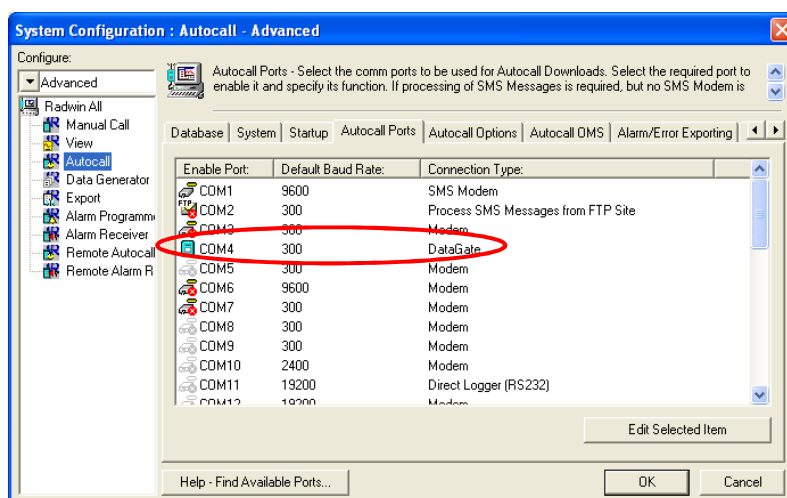 System Configuration : Autocall - Advanced
Configure:
Advanced
Radwin All
Manual Call
View
Autocall
Data Generator
Export
Alarm Programm
Alarm Receiver
Remote Autocall
Remote Alarm R
Autocall Ports - Select the comm ports to be used for Autocall Downloads. Select the required port to
enable it and specify its function. If processing of SMS Messages is required, but no SMS Modem is
Database System Startup Autocall Ports Autocall Options Autocall OMS Alarm/Error Exporting
Enable Port: Default Baud Rate: Connection Type:
COM1 9600 SMS Modem
FTP COM2 300 Process SMS Messages from FTP Site
COM3 300 Modem
COM4 300 DataGate
COM5 300 Modem
COM6 9600 Modem
COM7 300 Modem
COM8 300 Modem
COM9 300 Modem
COM10 2400 Modem
COM11 19200 Direct Logger (RS232)
COM12 19200 Modem
Edit Selected Item
Help - Find Available Ports... OK Cancel